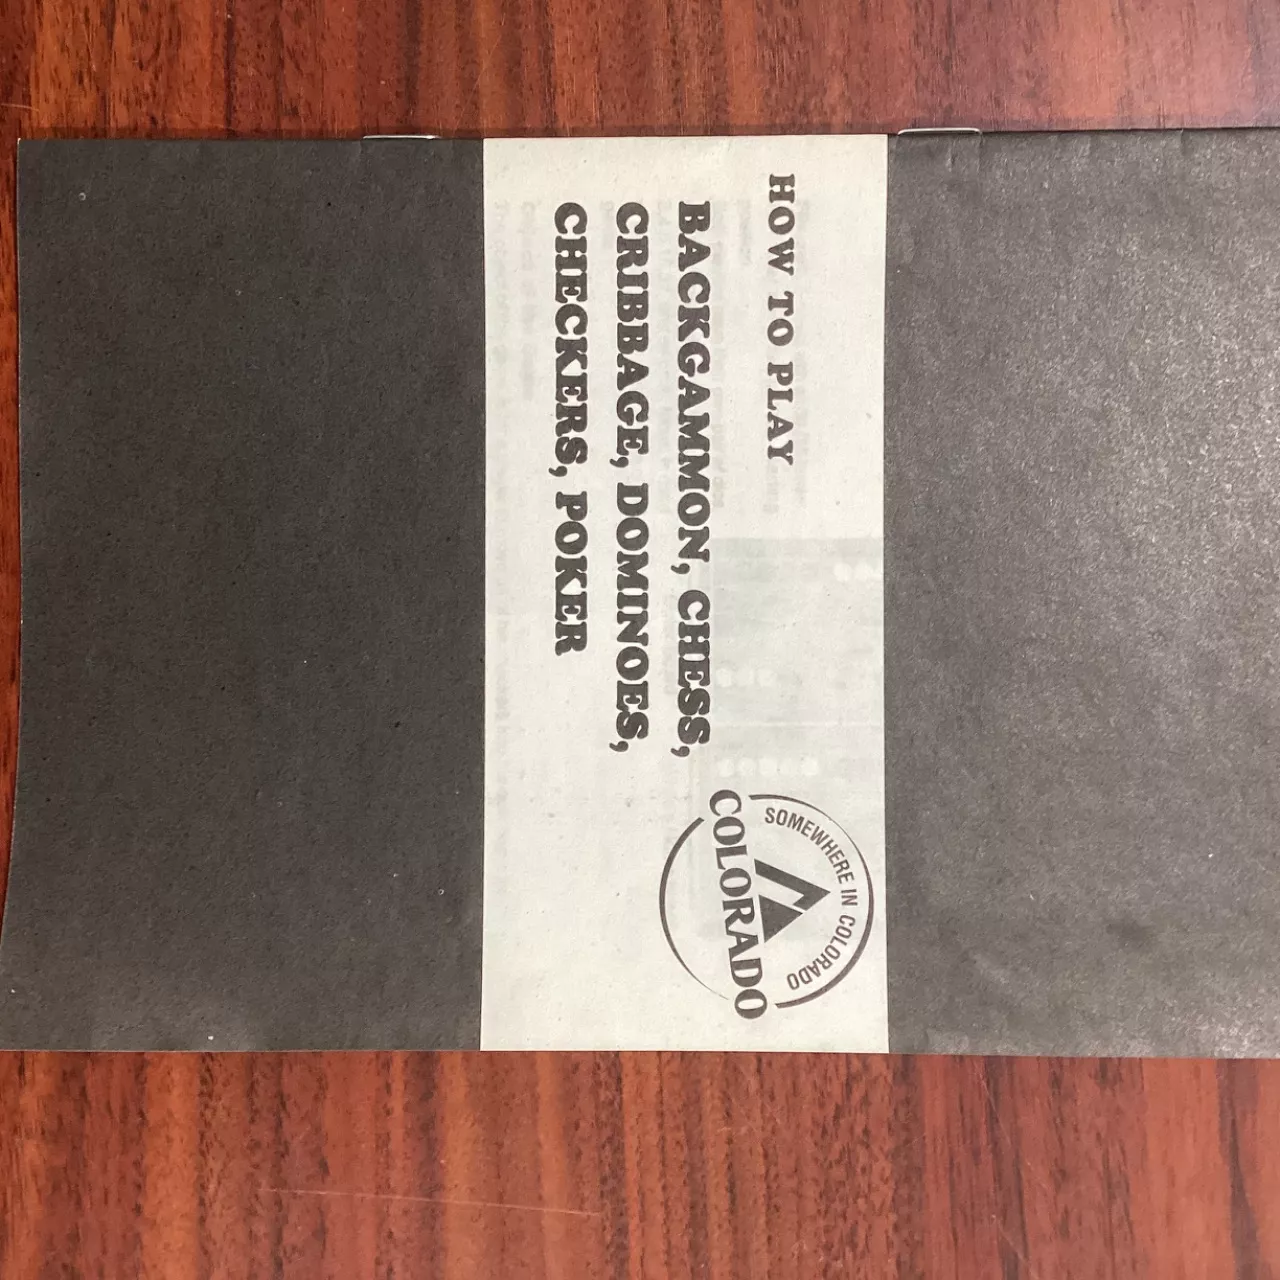 HOW TO PLAY
BACKGAMMON, CHESS,
CRIBBAGE, DOMINOES,
CHECKERS, POKER
SOMEWHERE IN COLORADO
COLORADO